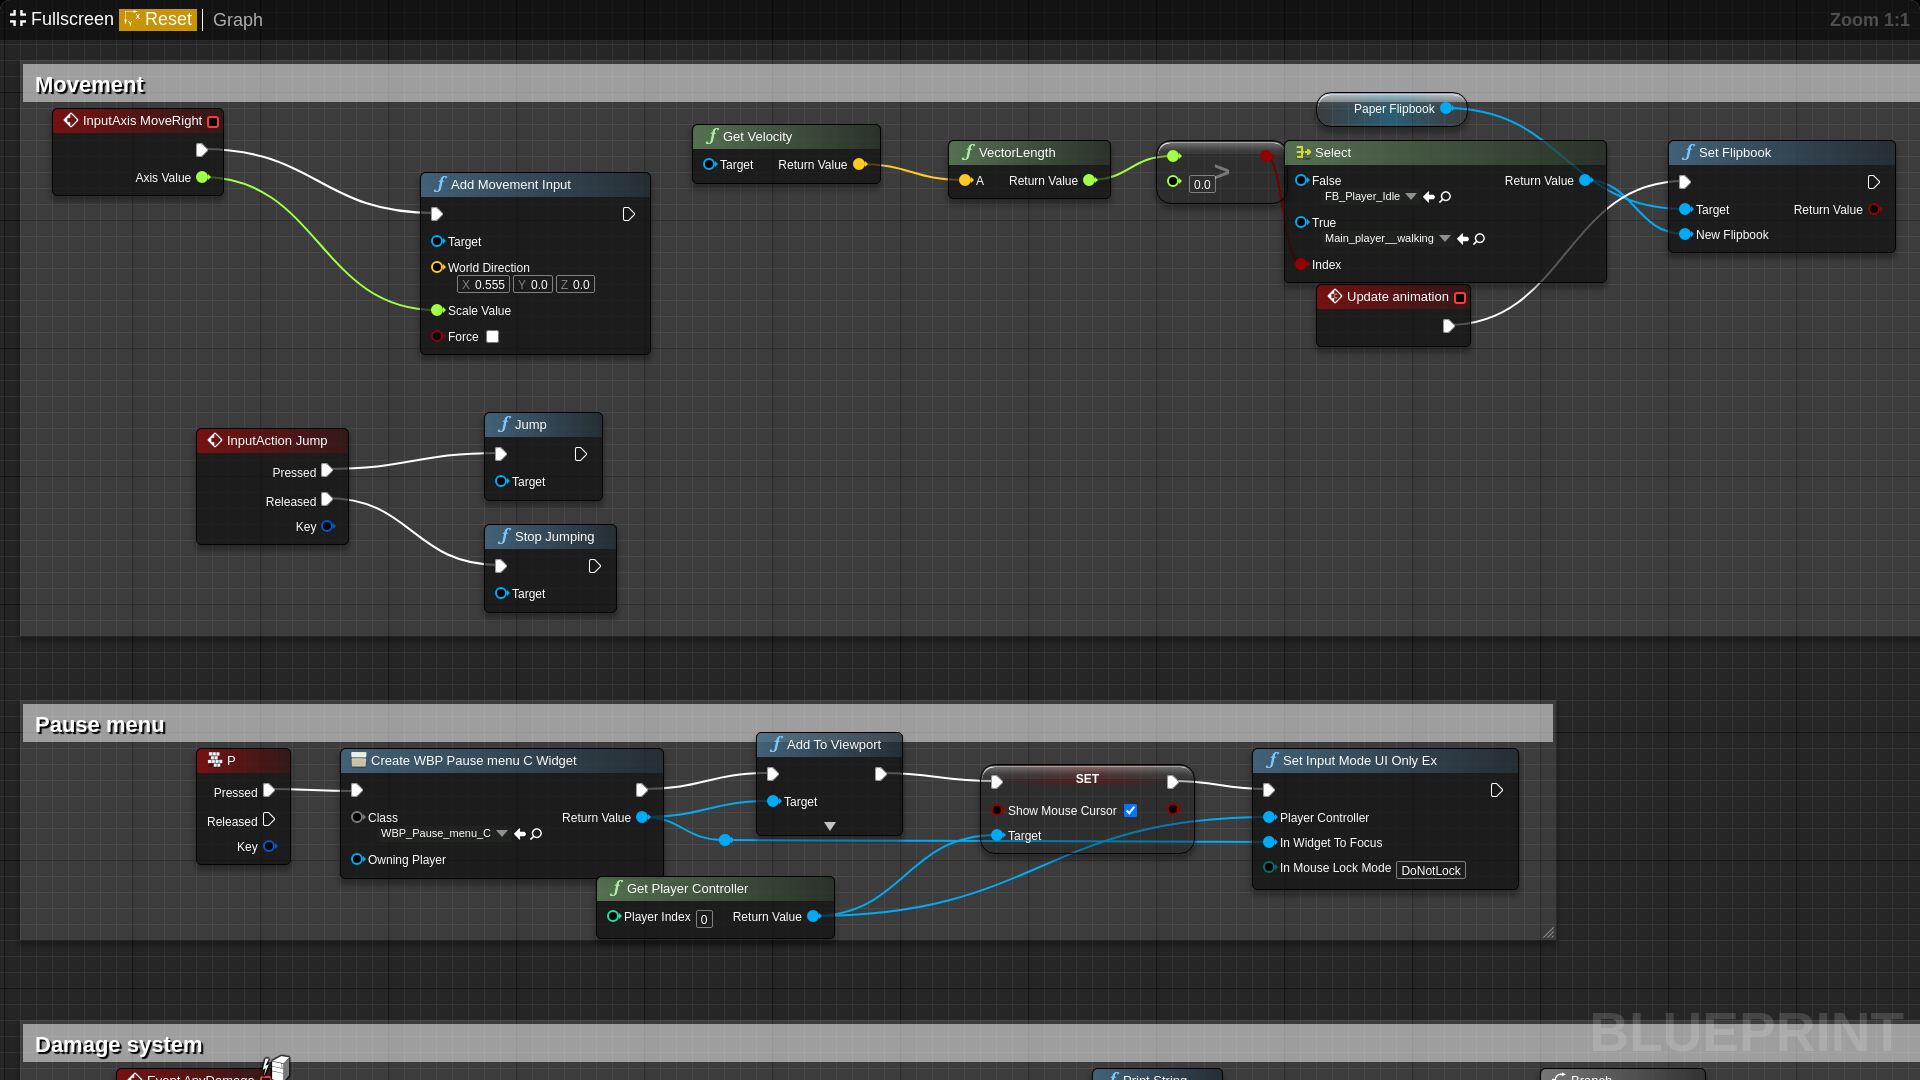 Fullscreen Reset Graph Zoom 1:1
Movement
Paper Flipbook
InputAxis MoveRight
Axis Value
Add Movement Input
Target
World Direction
X 0.555 Y 0.0 Z 0.0
Scale Value
Force
Get Velocity
Target Return Value
VectorLength
A Return Value
>
0.0
Select
False Return Value
FB_Player_Idle
True
Main_player__walking
Index
Set Flipbook
Target Return Value
New Flipbook
Update animation
InputAction Jump
Pressed
Released
Key
Jump
Target
Stop Jumping
Target
Pause menu
P
Pressed
Released
Key
Create WBP Pause menu C Widget
Class Return Value
WBP_Pause_menu_C
Owning Player
Add To Viewport
Target
SET
Show Mouse Cursor
Target
Set Input Mode UI Only Ex
Player Controller
In Widget To Focus
In Mouse Lock Mode DoNotLock
Get Player Controller
Player Index 0 Return Value
BLUEPRINT
Damage system
Event AnyDamage
Print String
Branch